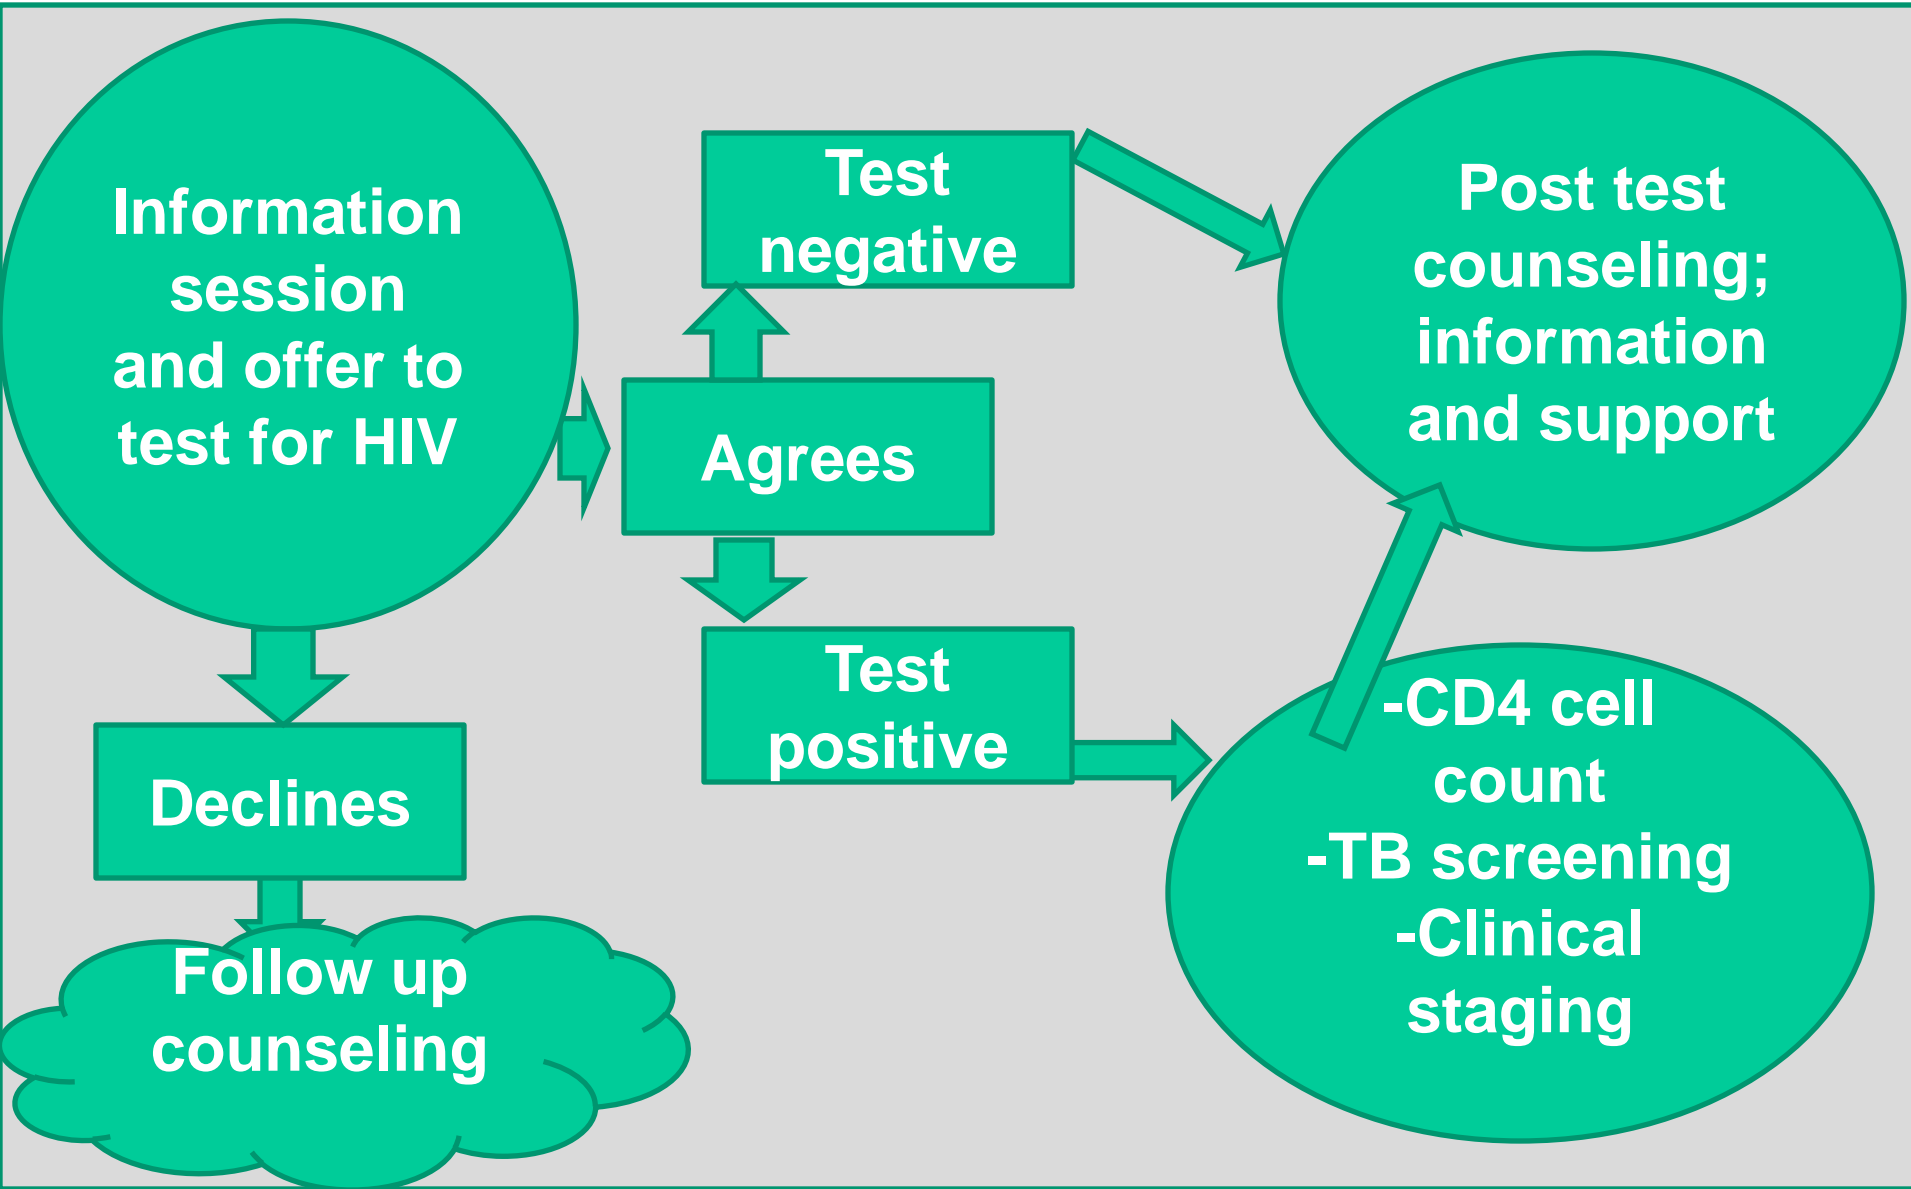 Information
session
and offer to
test for HIV
Test
negative
Post test
counseling;
information
and support
Agrees
Test
positive
-CD4 cell
count
-TB screening
-Clinical
staging
Declines
Follow up
counseling